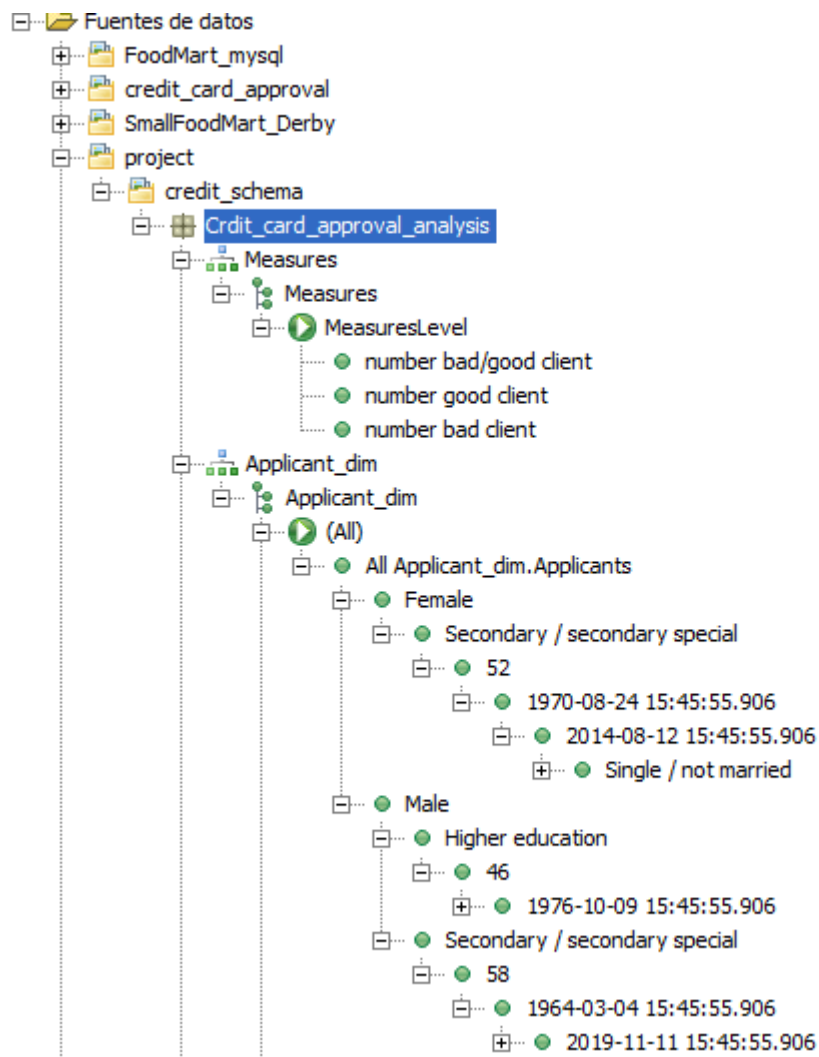 Fuentes de datos
FoodMart_mysql
credit_card_approval
SmallFoodMart_Derby
project
credit_schema
Crdit_card_approval_analysis
Measures
Measures
MeasuresLevel
number bad/good client
number good client
number bad client
Applicant_dim
Applicant_dim
(All)
All Applicant_dim.Applicants
Female
Secondary / secondary special
52
1970-08-24 15:45:55.906
2014-08-12 15:45:55.906
Single / not married
Male
Higher education
46
1976-10-09 15:45:55.906
Secondary / secondary special
58
1964-03-04 15:45:55.906
2019-11-11 15:45:55.906